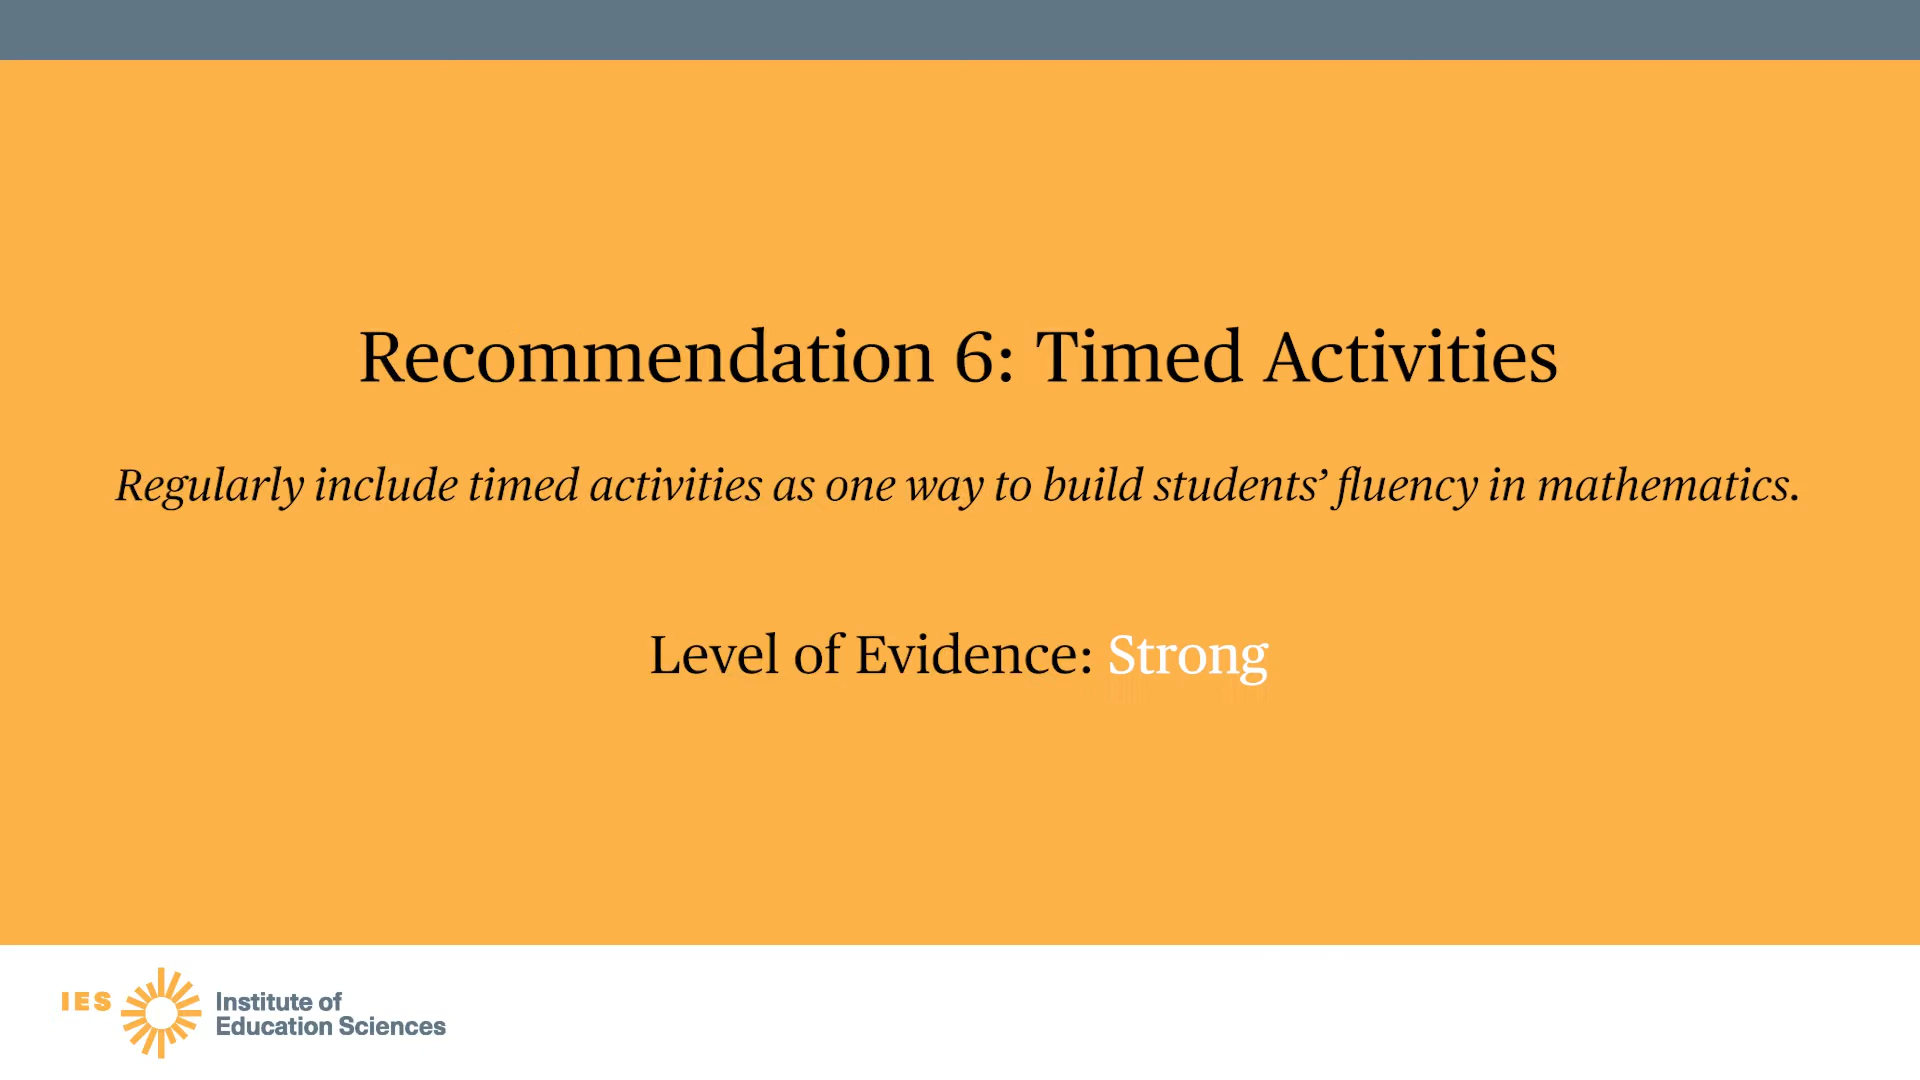 Recommendation 6: Timed Activities
Regularly include timed activities as one way to build students’ fluency in mathematics.
Level of Evidence: Strong
IES
Institute of
Education Sciences